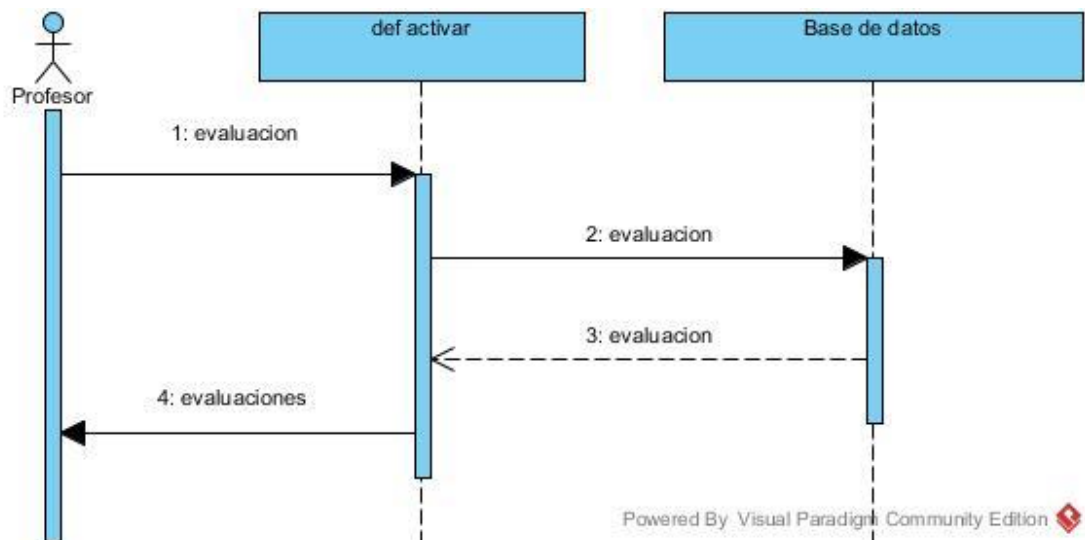 def activar
Base de datos
Profesor
1: evaluacion
2: evaluacion
3: evaluacion
4: evaluaciones
Powered By Visual Paradigm Community Edition